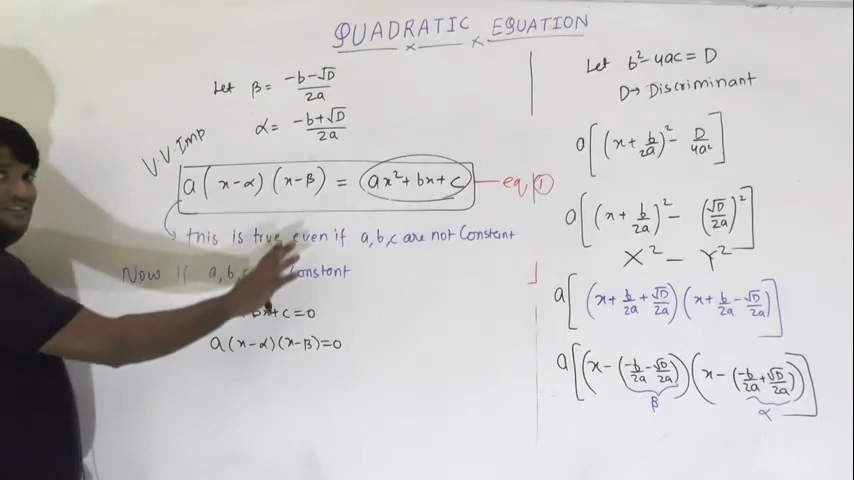 QUADRATIC EQUATION
Let β = -b-√D / 2a
α = -b+√D / 2a
V.V.Imp
a(x-α)(x-β) = ax²+bx+c — eq ①
this is true even if a,b,c are not Constant
Now if a,b,c Constant
bx+c=0
a(x-α)(x-β)=0
Let b²-4ac = D
D→ Discriminant
a[(x+b/2a)² - D/4a²]
a[(x+b/2a)² - (√D/2a)²]
X² - Y²
a[(x+b/2a+√D/2a)(x+b/2a-√D/2a)]
a[(x-(-b/2a-√D/2a))(x-(-b/2a+√D/2a))]
β α